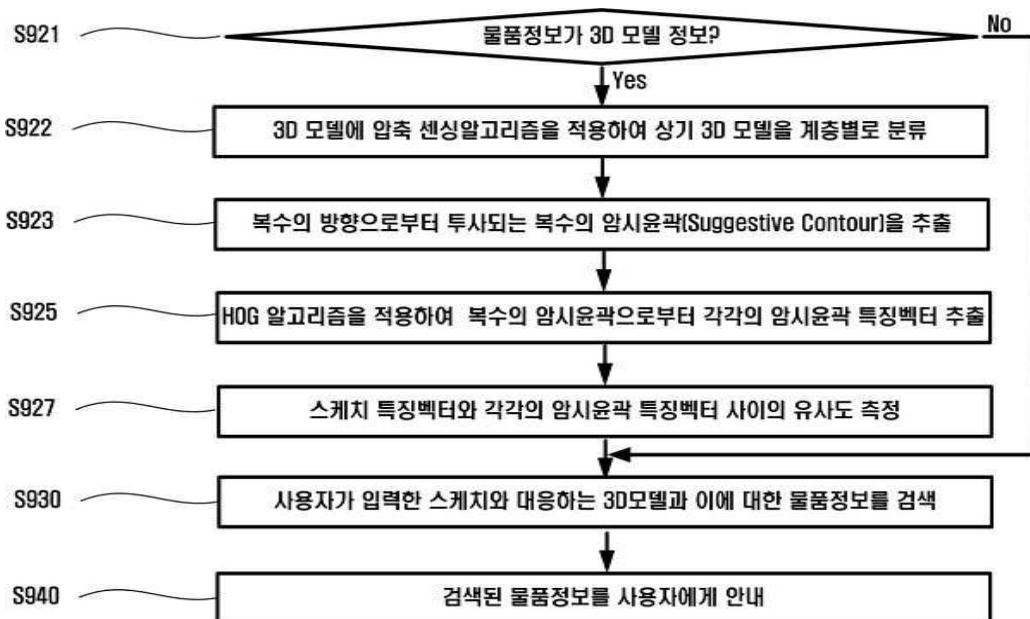 S921 물품정보가 3D 모델 정보? No
Yes
S922 3D 모델에 압축 센싱알고리즘을 적용하여 상기 3D 모델을 계층별로 분류
S923 복수의 방향으로부터 투사되는 복수의 암시윤곽(Suggestive Contour)을 추출
S925 HOG 알고리즘을 적용하여 복수의 암시윤곽으로부터 각각의 암시윤곽 특징벡터 추출
S927 스케치 특징벡터와 각각의 암시윤곽 특징벡터 사이의 유사도 측정
S930 사용자가 입력한 스케치와 대응하는 3D모델과 이에 대한 물품정보를 검색
S940 검색된 물품정보를 사용자에게 안내